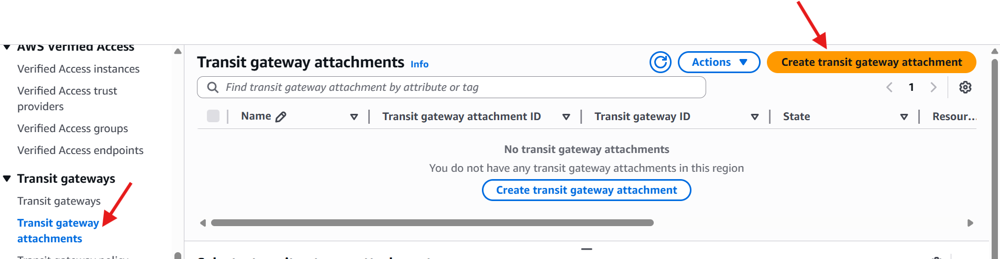 AWS Verified Access
Verified Access instances
Verified Access trust
providers
Verified Access groups
Verified Access endpoints
Transit gateways
Transit gateways
Transit gateway
attachments
Transit gateway policy
Transit gateway attachments Info
Actions
Create transit gateway attachment
Find transit gateway attachment by attribute or tag
1
Name
Transit gateway attachment ID
Transit gateway ID
State
Resour...
No transit gateway attachments
You do not have any transit gateway attachments in this region
Create transit gateway attachment